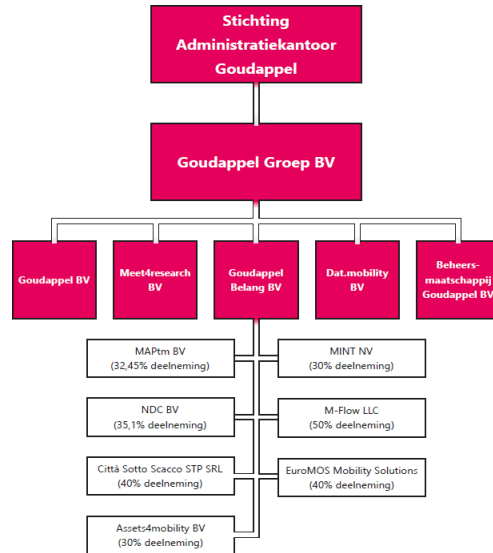 Stichting
Administratiekantoor
Goudappel
Goudappel Groep BV
Goudappel BV
Meet4research
BV
Goudappel
Belang BV
Dat.mobility
BV
Beheers-
maatschappij
Goudappel BV
MAPtm BV
(32,45% deelneming)
MINT NV
(30% deelneming)
NDC BV
(35,1% deelneming)
M-Flow LLC
(50% deelneming)
Città Sotto Scacco STP SRL
(40% deelneming)
EuroMOS Mobility Solutions
(40% deelneming)
Assets4mobility BV
(30% deelneming)